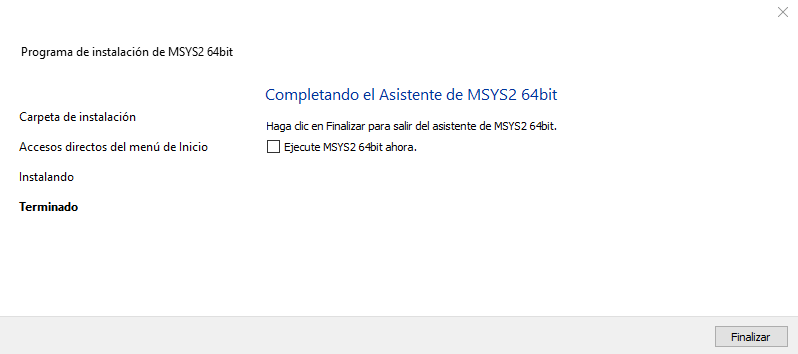 Programa de instalación de MSYS2 64bit
Completando el Asistente de MSYS2 64bit
Carpeta de instalación
Haga clic en Finalizar para salir del asistente de MSYS2 64bit.
Accesos directos del menú de Inicio
Ejecute MSYS2 64bit ahora.
Instalando
Terminado
Finalizar